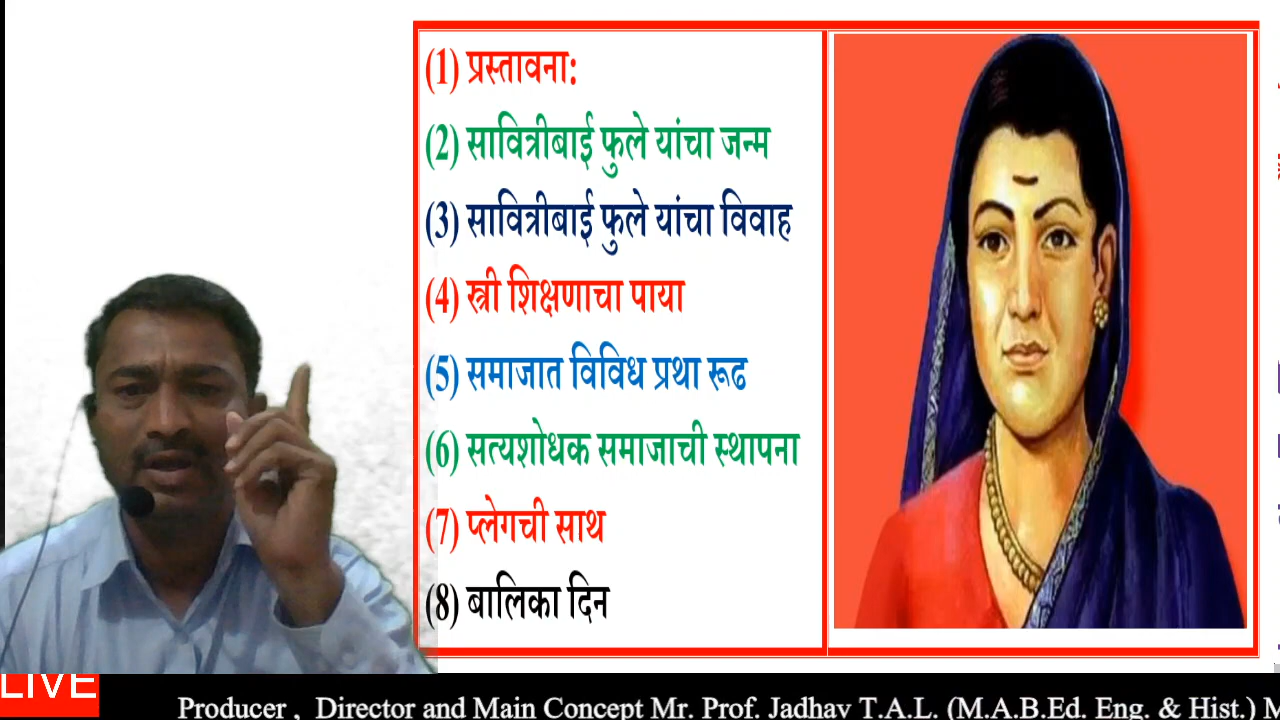 (1) प्रस्तावना:
(2) सावित्रीबाई फुले यांचा जन्म
(3) सावित्रीबाई फुले यांचा विवाह
(4) स्त्री शिक्षणाचा पाया
(5) समाजात विविध प्रथा रूढ
(6) सत्यशोधक समाजाची स्थापना
(7) प्लेगची साथ
(8) बालिका दिन
LIVE
Producer , Director and Main Concept Mr. Prof. Jadhav T.A.L. (M.A.B.Ed. Eng. & Hist.) M